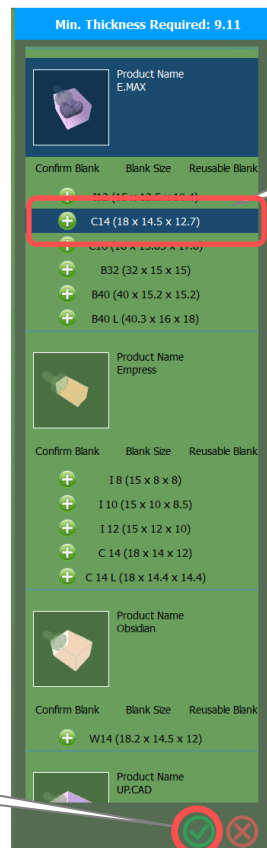 Min. Thickness Required: 9.11
Product Name
E.MAX
Confirm Blank Blank Size Reusable Blank
C14 (18 x 14.5 x 12.7)
B32 (32 x 15 x 15)
B40 (40 x 15.2 x 15.2)
B40 L (40.3 x 16 x 18)
Product Name
Empress
Confirm Blank Blank Size Reusable Blank
I 8 (15 x 8 x 8)
I 10 (15 x 10 x 8.5)
I 12 (15 x 12 x 10)
C 14 (18 x 14 x 12)
C 14 L (18 x 14.4 x 14.4)
Product Name
Obsidian
Confirm Blank Blank Size Reusable Blank
W14 (18.2 x 14.5 x 12)
Product Name
UP.CAD